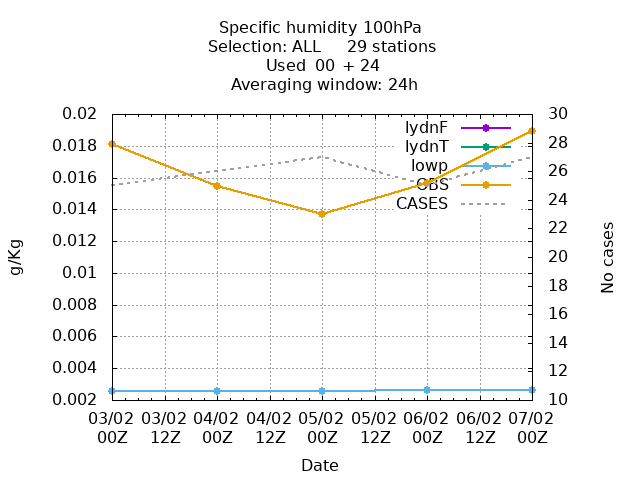 Specific humidity 100hPa
Selection: ALL     29 stations
Used  00  + 24
Averaging window: 24h
0.02
0.018
0.016
0.014
0.012
0.01
0.008
0.006
0.004
0.002
g/Kg
30
28
26
24
22
20
18
16
14
12
10
No cases
lydnF
lydnT
lowp
OBS
CASES
03/02 03/02 04/02 04/02 05/02 05/02 06/02 06/02 07/02
00Z 12Z 00Z 12Z 00Z 12Z 00Z 12Z 00Z
Date